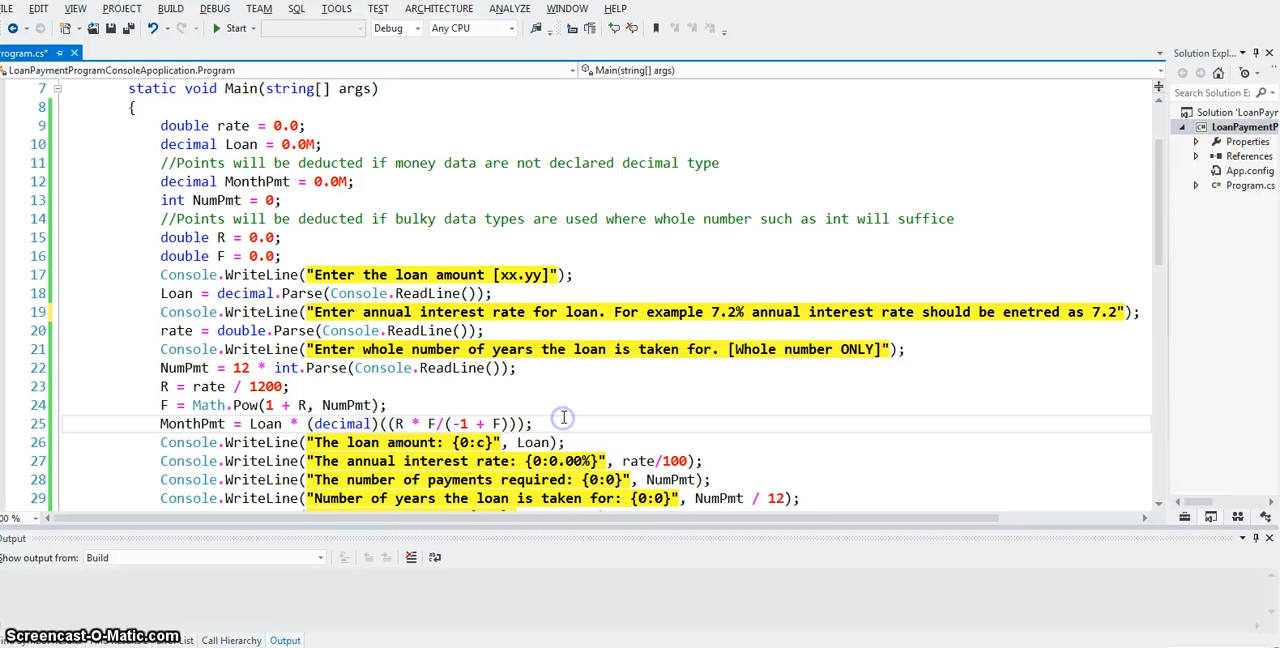 ILE EDIT VIEW PROJECT BUILD DEBUG TEAM SQL TOOLS TEST ARCHITECTURE ANALYZE WINDOW HELP
Start Debug Any CPU
rogram.cs*
LoanPaymentProgramConsoleApoplication.Program Main(string[] args)
7 static void Main(string[] args)
8 {
9 double rate = 0.0;
10 decimal Loan = 0.0M;
11 //Points will be deducted if money data are not declared decimal type
12 decimal MonthPmt = 0.0M;
13 int NumPmt = 0;
14 //Points will be deducted if bulky data types are used where whole number such as int will suffice
15 double R = 0.0;
16 double F = 0.0;
17 Console.WriteLine("Enter the loan amount [xx.yy]");
18 Loan = decimal.Parse(Console.ReadLine());
19 Console.WriteLine("Enter annual interest rate for loan. For example 7.2% annual interest rate should be enetred as 7.2");
20 rate = double.Parse(Console.ReadLine());
21 Console.WriteLine("Enter whole number of years the loan is taken for. [Whole number ONLY]");
22 NumPmt = 12 * int.Parse(Console.ReadLine());
23 R = rate / 1200;
24 F = Math.Pow(1 + R, NumPmt);
25 MonthPmt = Loan * (decimal)((R * F/(-1 + F)));
26 Console.WriteLine("The loan amount: {0:c}", Loan);
27 Console.WriteLine("The annual interest rate: {0:0.00%}", rate/100);
28 Console.WriteLine("The number of payments required: {0:0}", NumPmt);
29 Console.WriteLine("Number of years the loan is taken for: {0:0}", NumPmt / 12);
00 %
Solution Expl...
Search Solution E
Solution 'LoanPayr
LoanPaymentP
Properties
References
App.config
Program.cs
Output
Show output from: Build
List Call Hierarchy Output
Screencast-O-Matic.com